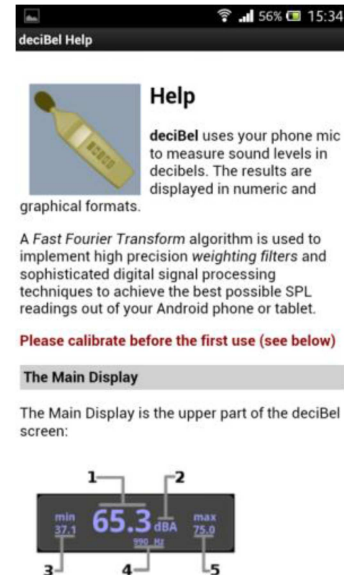 56% 15:34
deciBel Help
Help
deciBel uses your phone mic
to measure sound levels in
decibels. The results are
displayed in numeric and
graphical formats.
A Fast Fourier Transform algorithm is used to
implement high precision weighting filters and
sophisticated digital signal processing
techniques to achieve the best possible SPL
readings out of your Android phone or tablet.
Please calibrate before the first use (see below)
The Main Display
The Main Display is the upper part of the deciBel
screen:
1 2
min 65.3 dBA max
37.1 990 Hz 75.0
3 4 5